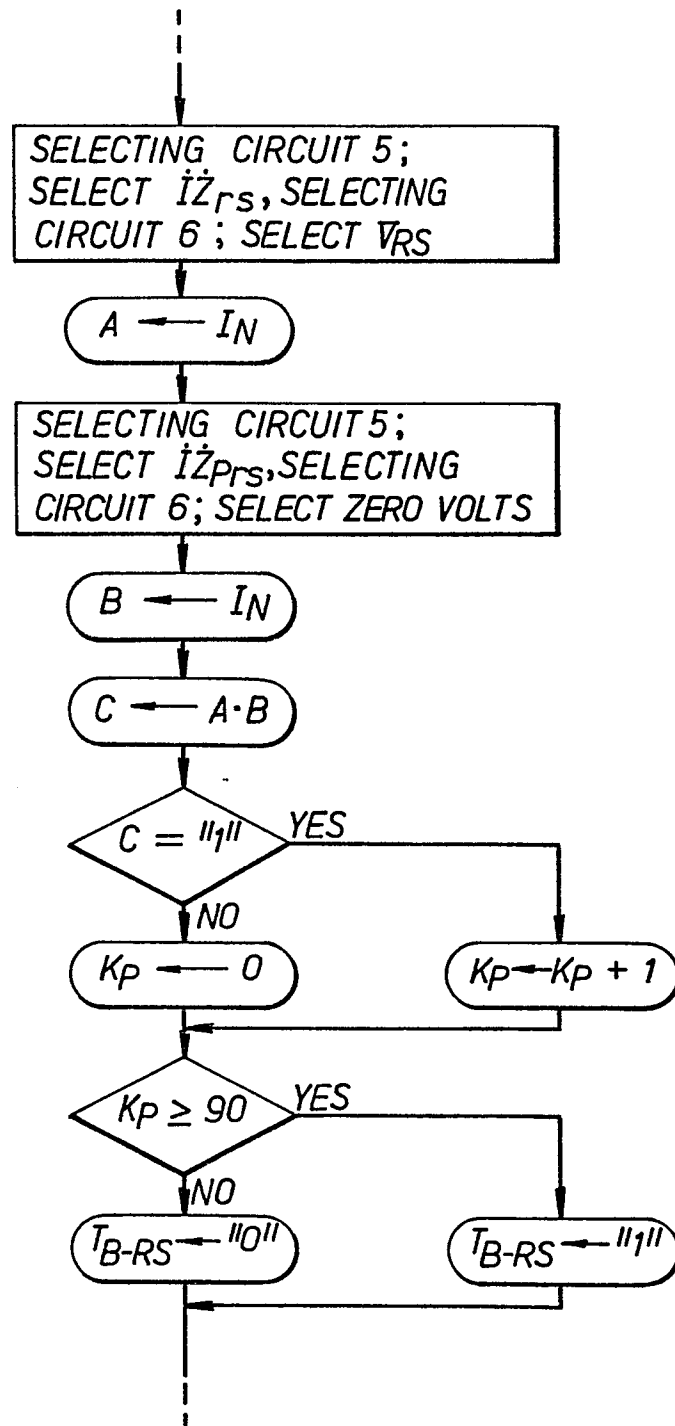 SELECTING CIRCUIT 5;
SELECT İŻrs, SELECTING
CIRCUIT 6; SELECT V̄RS
A ← IN
SELECTING CIRCUIT 5;
SELECT İŻPrs, SELECTING
CIRCUIT 6; SELECT ZERO VOLTS
B ← IN
C ← A·B
C = "1"
YES
NO
KP ← 0
KP ← KP + 1
KP ≥ 90
YES
NO
TB-RS ← "0"
TB-RS ← "1"